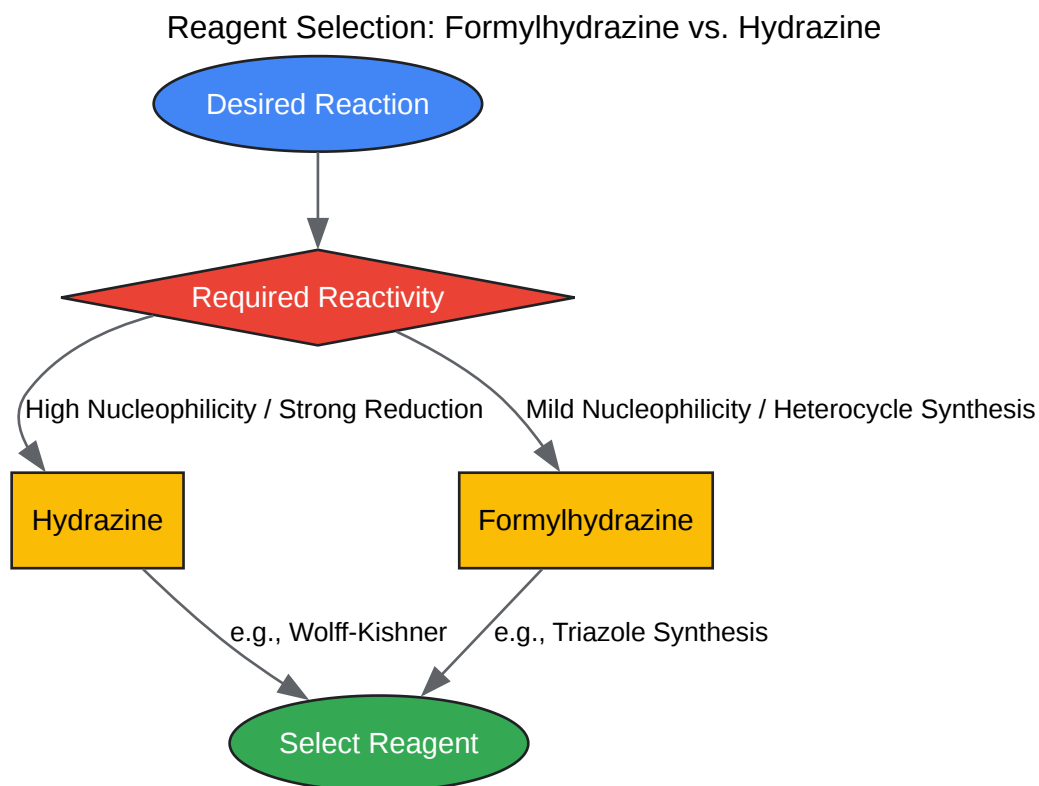 Reagent Selection: Formylhydrazine vs. Hydrazine
Desired Reaction
Required Reactivity
High Nucleophilicity / Strong Reduction
Mild Nucleophilicity / Heterocycle Synthesis
Hydrazine
Formylhydrazine
e.g., Wolff-Kishner
e.g., Triazole Synthesis
Select Reagent